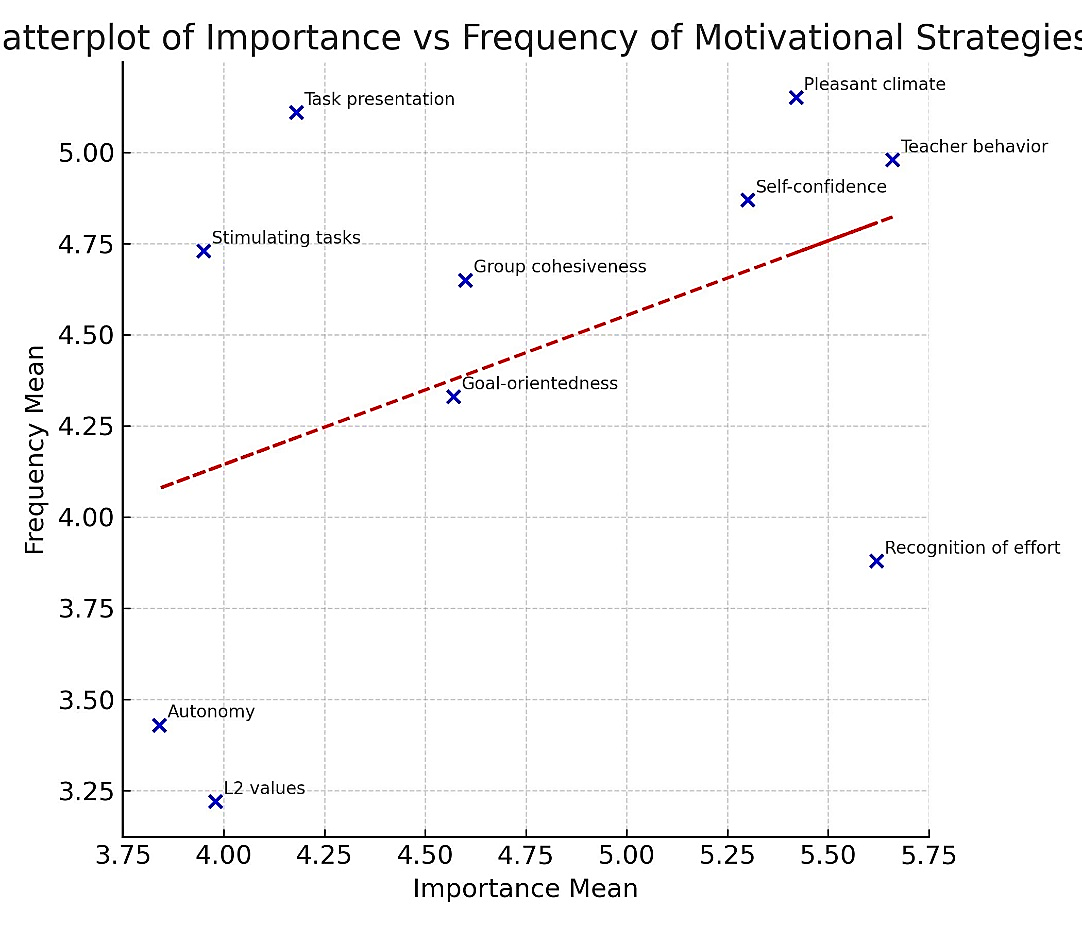 atterplot of Importance vs Frequency of Motivational Strategies
Pleasant climate
Task presentation
Teacher behavior
5.00
Self-confidence
Stimulating tasks
4.75
Group cohesiveness
4.50
Goal-orientedness
4.25
Frequency Mean
4.00
Recognition of effort
3.75
Autonomy
3.50
L2 values
3.25
3.75 4.00 4.25 4.50 4.75 5.00 5.25 5.50 5.75
Importance Mean